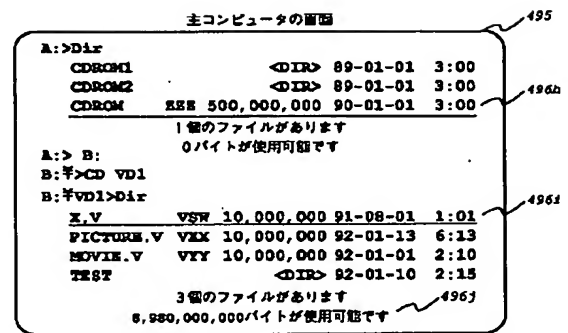 主コンピュータの画面
495
A:>Dir
CDROM1 <DIR> 89-01-01 3:00
CDROM2 <DIR> 89-01-01 3:00
CDROM EEE 500,000,000 90-01-01 3:00
496h
1個のファイルがあります
0バイトが使用可能です
A:> B:
B:¥>CD VD1
B:¥VD1>Dir
X,V VSW 10,000,000 91-08-01 1:01
496i
PICTURE.V VXX 10,000,000 92-01-13 6:13
MOVIE.V VYY 10,000,000 92-01-01 2:10
TEST <DIR> 92-01-10 2:15
3個のファイルがあります
496j
6,980,000,000バイトが使用可能です